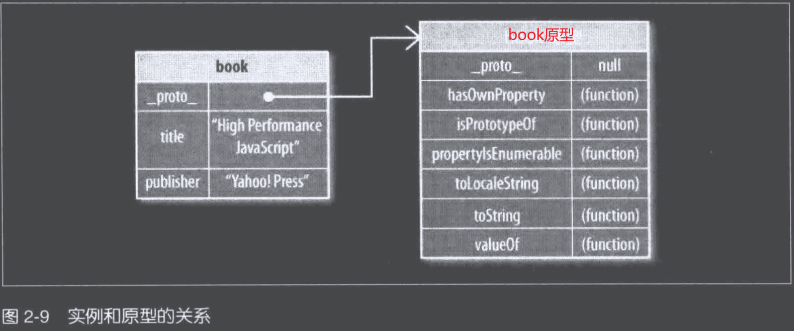 book
_proto_
title "High Performance
JavaScript"
publisher "Yahoo! Press"
book原型
_proto_ null
hasOwnProperty (function)
isPrototypeOf (function)
propertyIsEnumerable (function)
toLocaleString (function)
toString (function)
valueOf (function)
图 2-9 实例和原型的关系